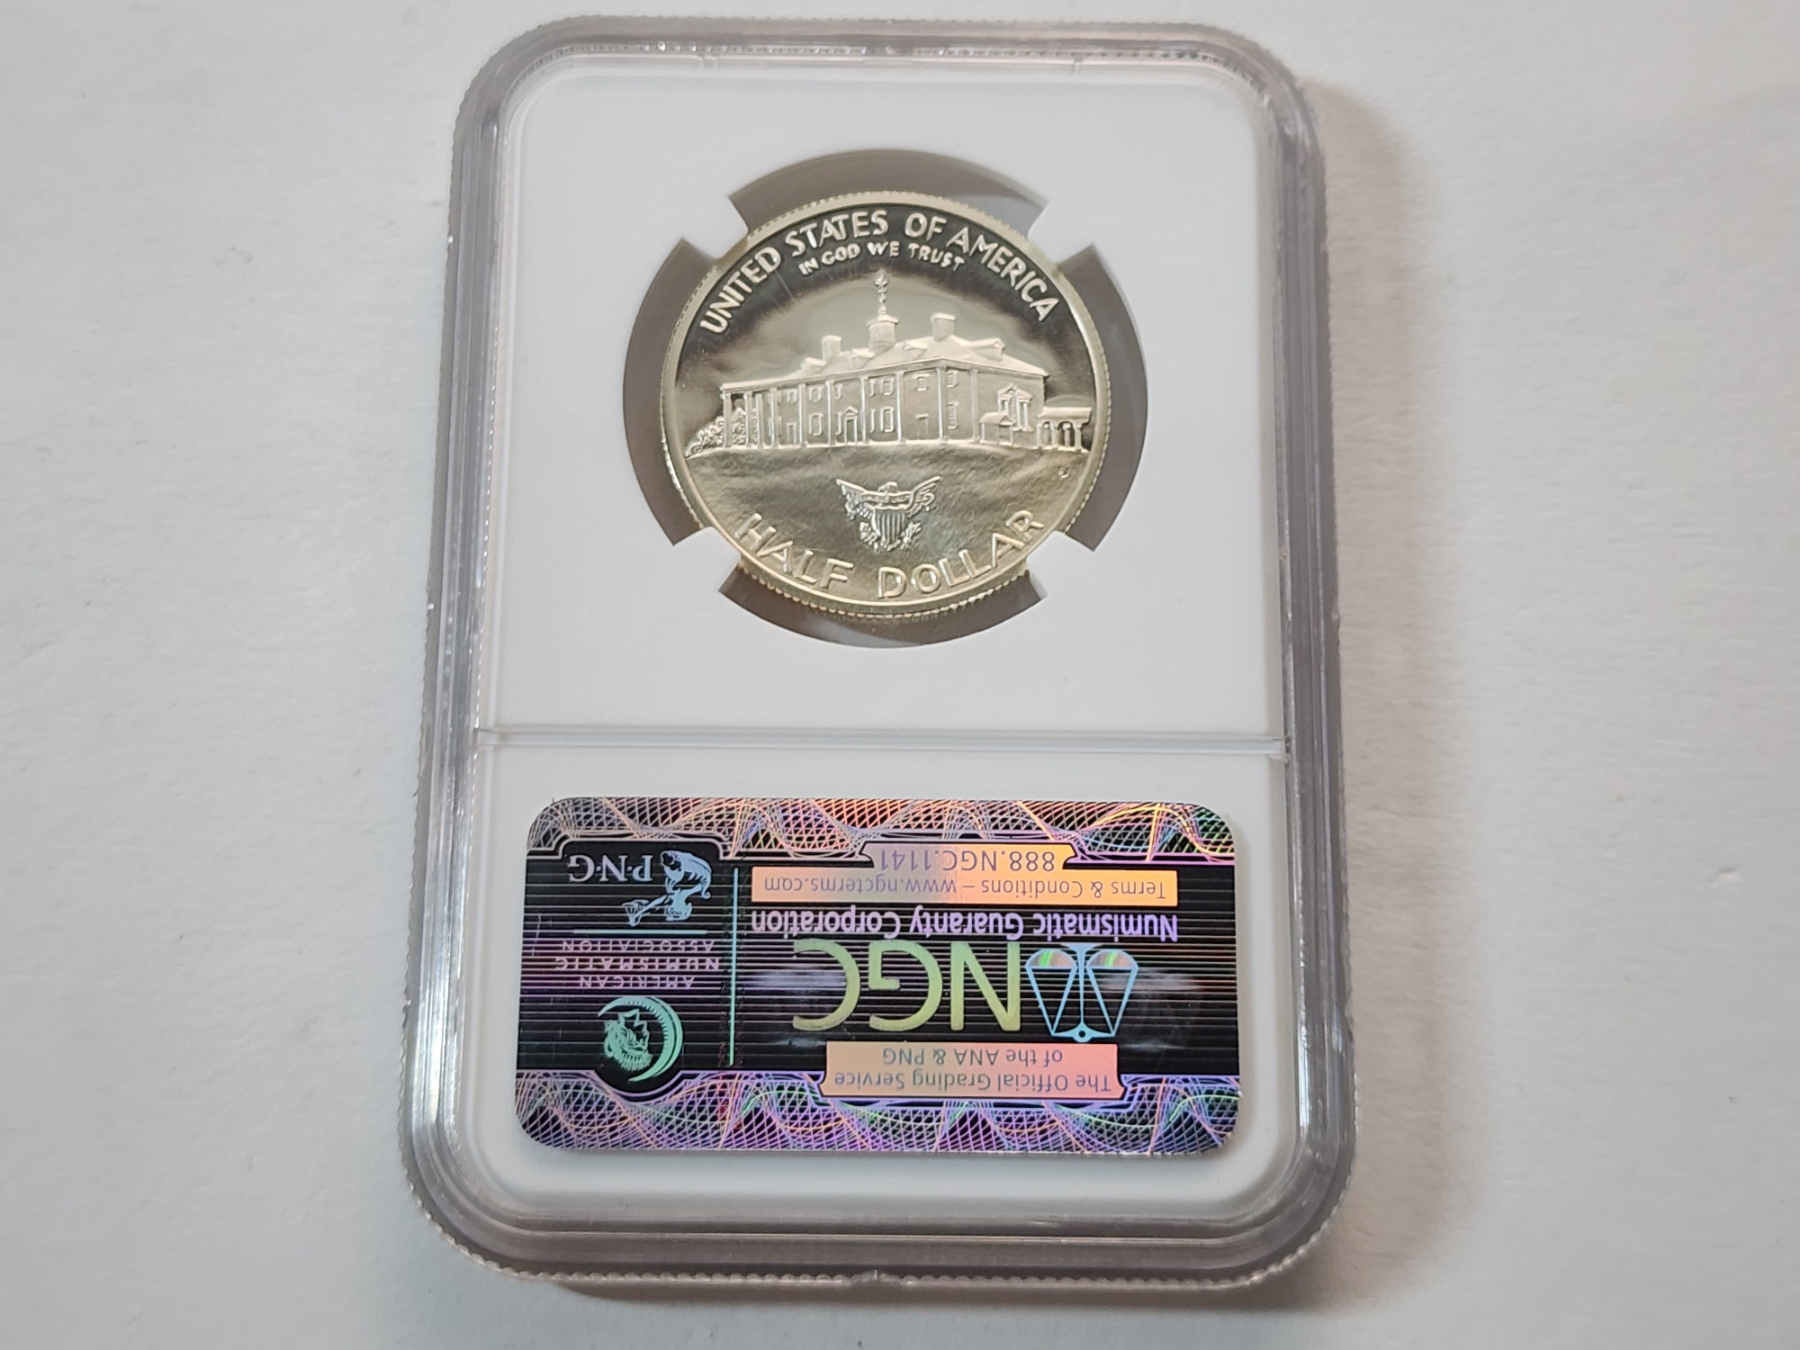 UNITED STATES OF AMERICA
IN GOD WE TRUST
HALF DOLLAR
The Official Grading Service
of the ANA & PNG
NGC
Numismatic Guaranty Corporation
Terms & Conditions – www.ngcterms.com
888.NGC.1141
AMERICAN
NUMISMATIC
ASSOCIATION
P·N·G